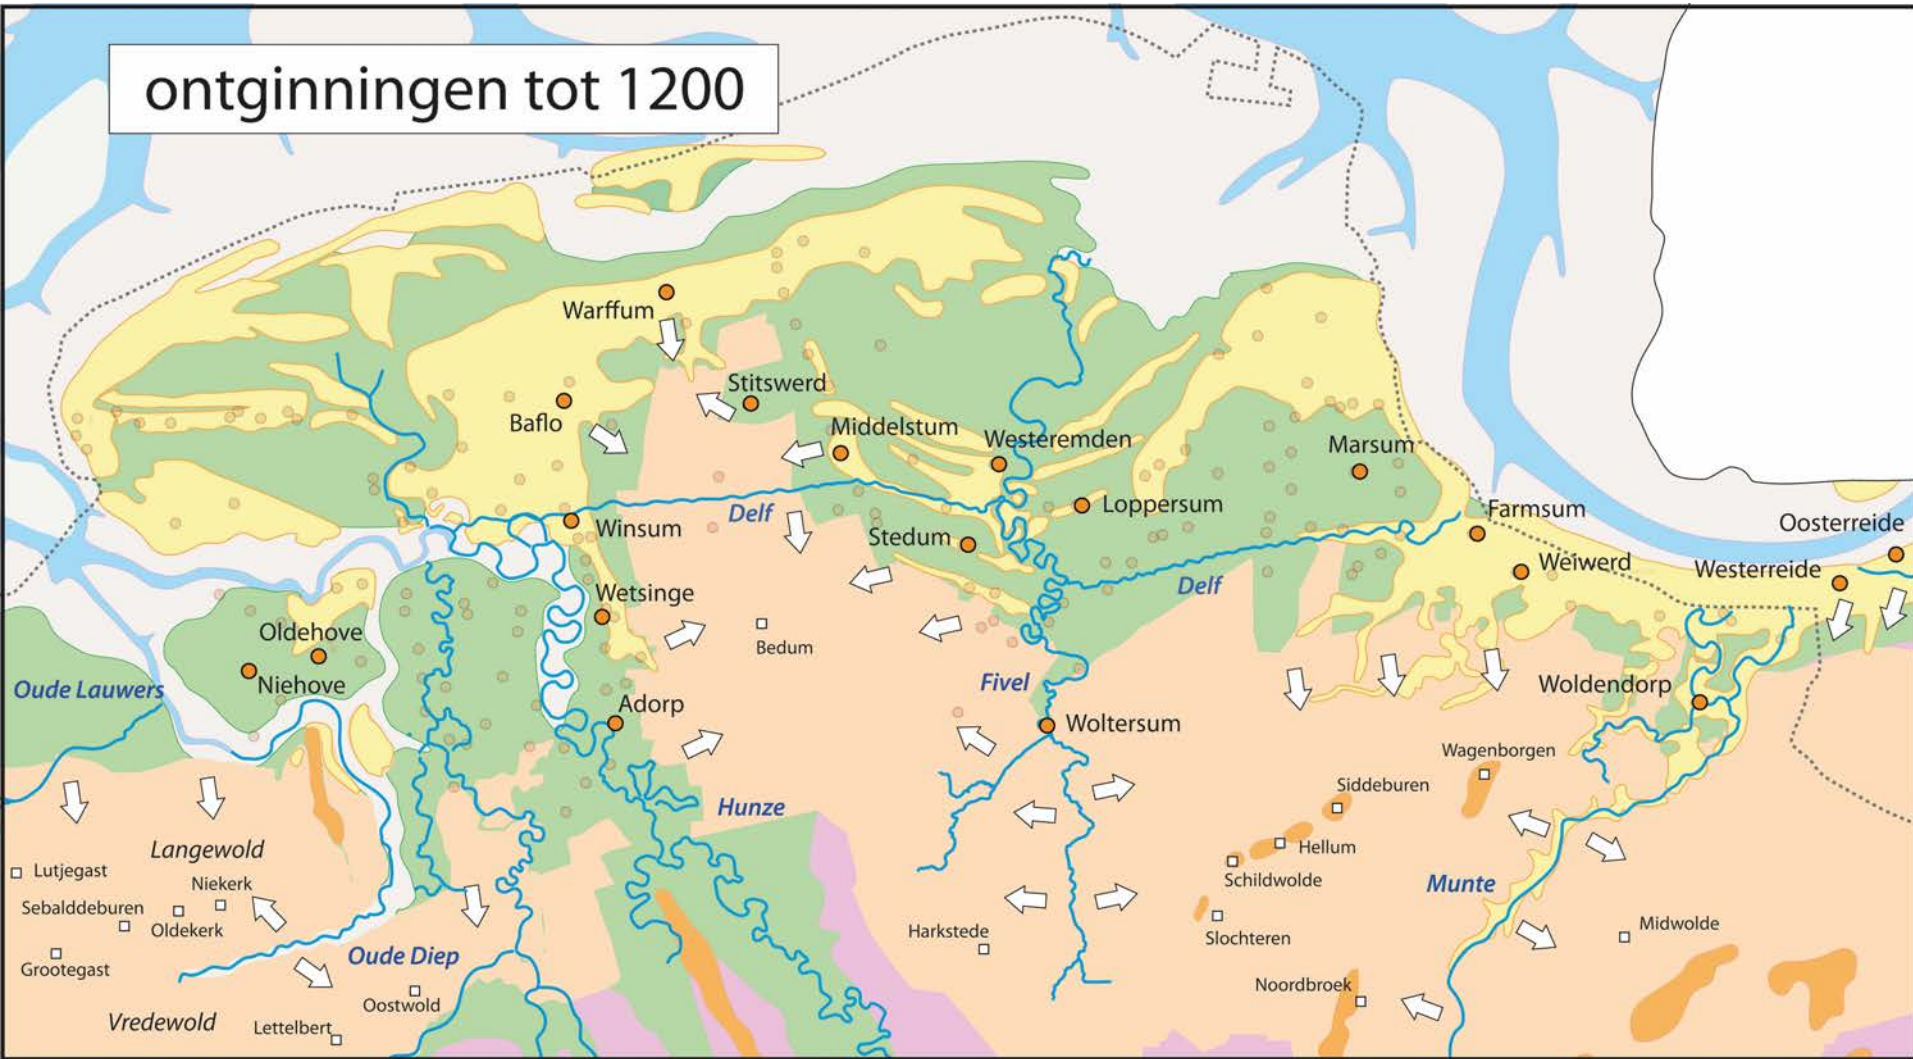 ontginningen tot 1200
Warffum
Stitswerd
Baflo
Middelstum
Westeremden
Marsum
Loppersum
Delf
Winsum
Stedum
Farmsum
Oosterreide
Weiwerd
Westerreide
Delf
Wetsinge
Oldehove
Bedum
Niehove
Fivel
Woldendorp
Oude Lauwers
Adorp
Woltersum
Wagenborgen
Siddeburen
Hunze
Langewold
Hellum
Lutjegast
Niekerk
Schildwolde
Munte
Sebalddeburen
Oldekerk
Harkstede
Slochteren
Midwolde
Grootegast
Oude Diep
Noordbroek
Oostwold
Vredewold
Lettelbert